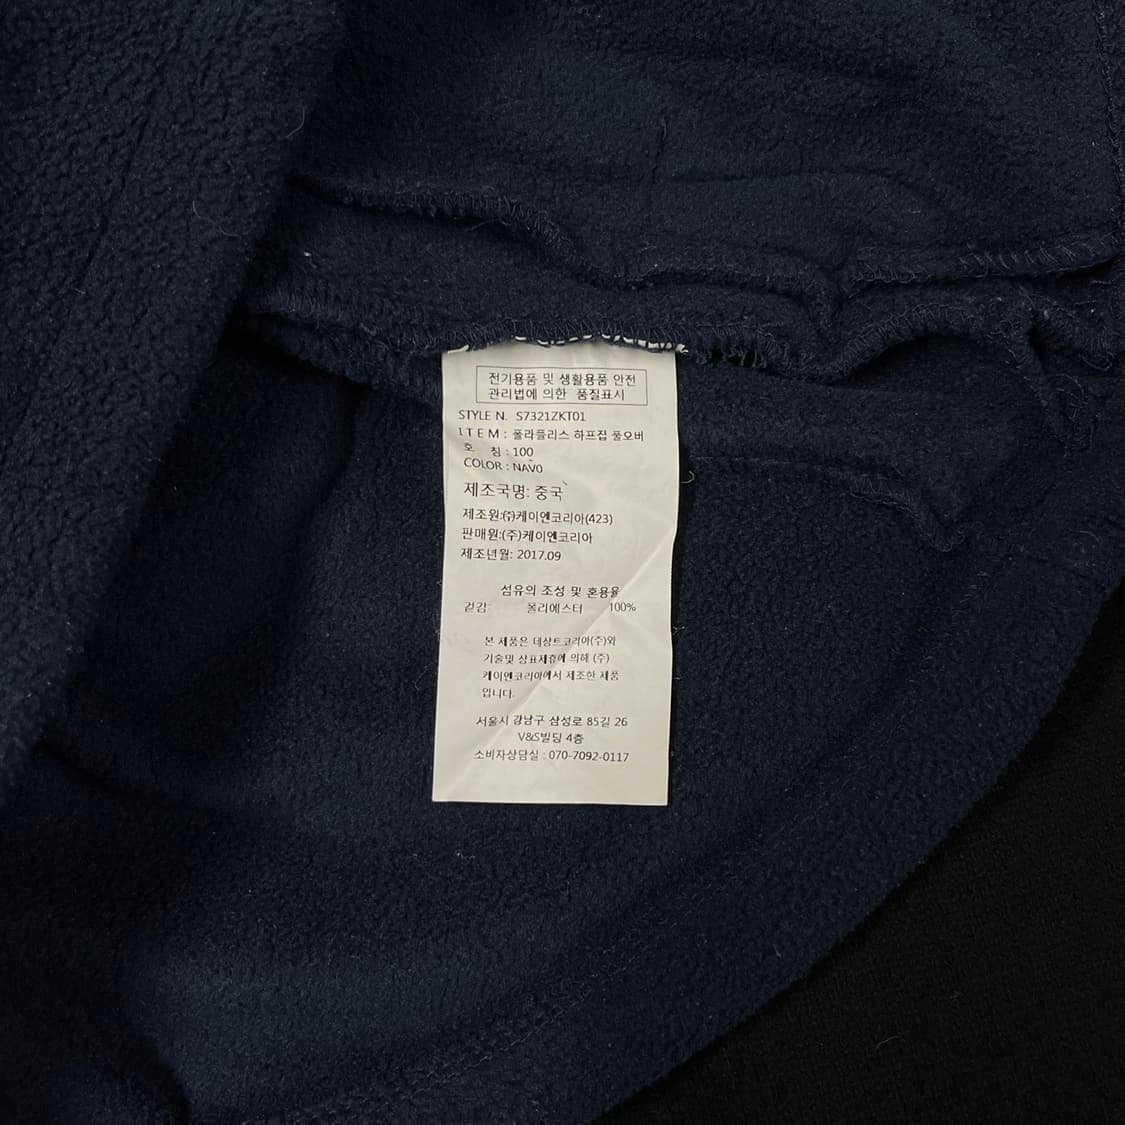 전기용품 및 생활용품 안전
관리법에 의한 품질표시
STYLE N. S7321ZKT01
ITEM : 폴라플리스 하프집 풀오버
호 칭 : 100
COLOR : NAV0
제조국명: 중국
제조원:(주)케이엔코리아(423)
판매원:(주)케이엔코리아
제조년월: 2017.09
섬유의 조성 및 혼용율
겉감: 폴리에스터 100%
본 제품은 데상트코리아(주)와
기술및 상표제휴에 의해 (주)
케이엔코리아에서 제조한 제품
입니다.
서울시 강남구 삼성로 85길 26
V&S빌딩 4층
소비자상담실 : 070-7092-0117